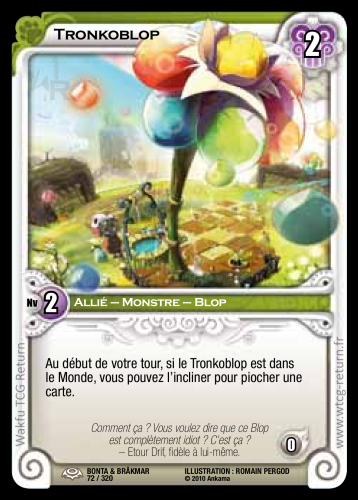 TRONKOBLOP
2
Nv 2
ALLIÉ – MONSTRE – BLOP
Au début de votre tour, si le Tronkoblop est dans
le Monde, vous pouvez l'incliner pour piocher une
carte.
Comment ça ? Vous voulez dire que ce Blop
est complètement idiot ? C'est ça ?
– Etour Drif, fidèle à lui-même.
0
BONTA & BRÂKMAR
72 / 320
ILLUSTRATION : ROMAIN PERGOD
© 2010 Ankama
Wakfu TCG Return
www.wtcg-return.fr